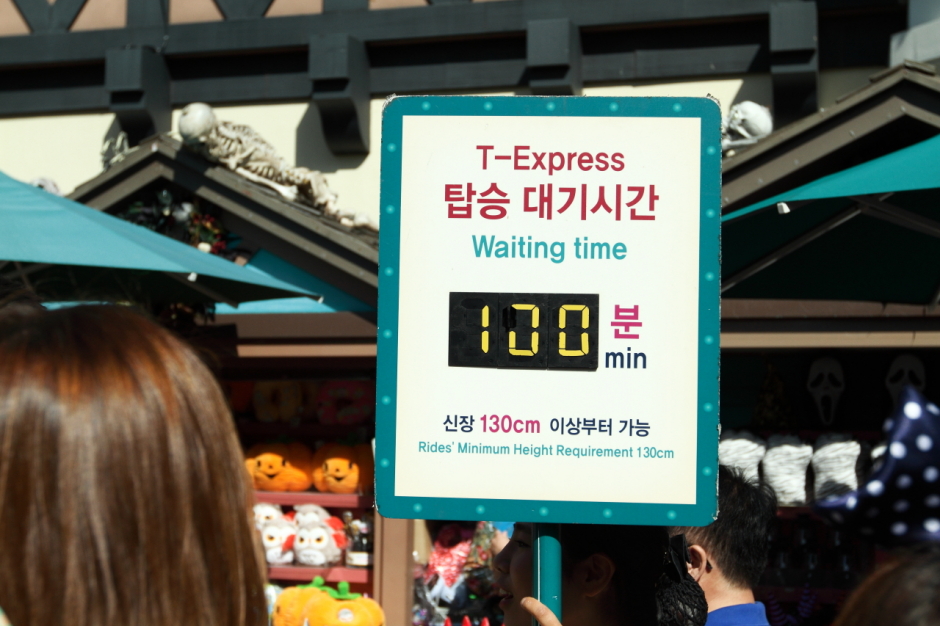 T-Express
탑승 대기시간
Waiting time
100 분
min
신장 130cm 이상부터 가능
Rides' Minimum Height Requirement 130cm